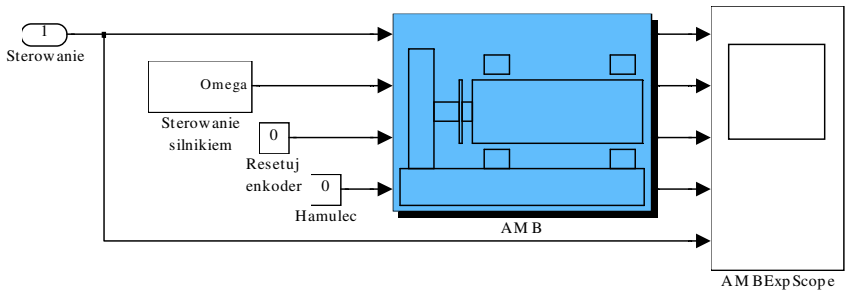 1
Sterowanie
Omega
Sterowanie
silnikiem
0
Resetuj
enkoder
0
Hamulec
AMB
AMBExpScope